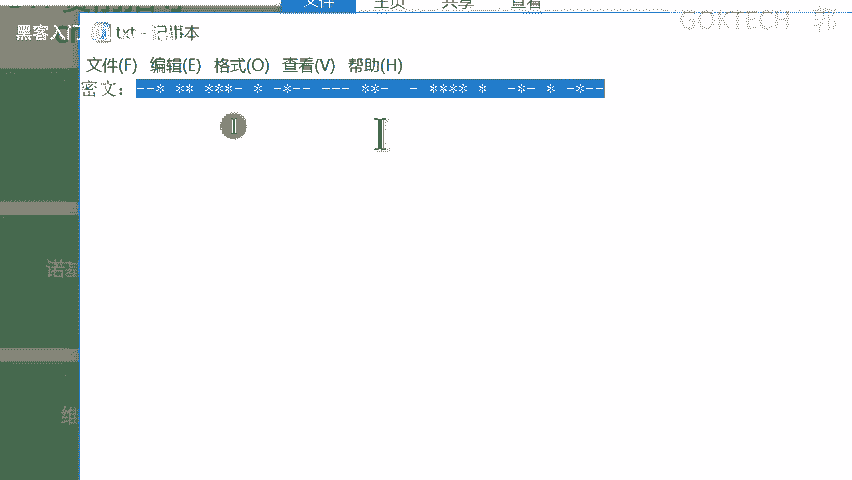 文件 主页 共享 查看
GOKTECH 郭
黑客入门
txt - 记事本
文件(F) 编辑(E) 格式(O) 查看(V) 帮助(H)
密文：--* ** ***- * -*-- --- **-  - **** *  -*- * -*--
诺
维